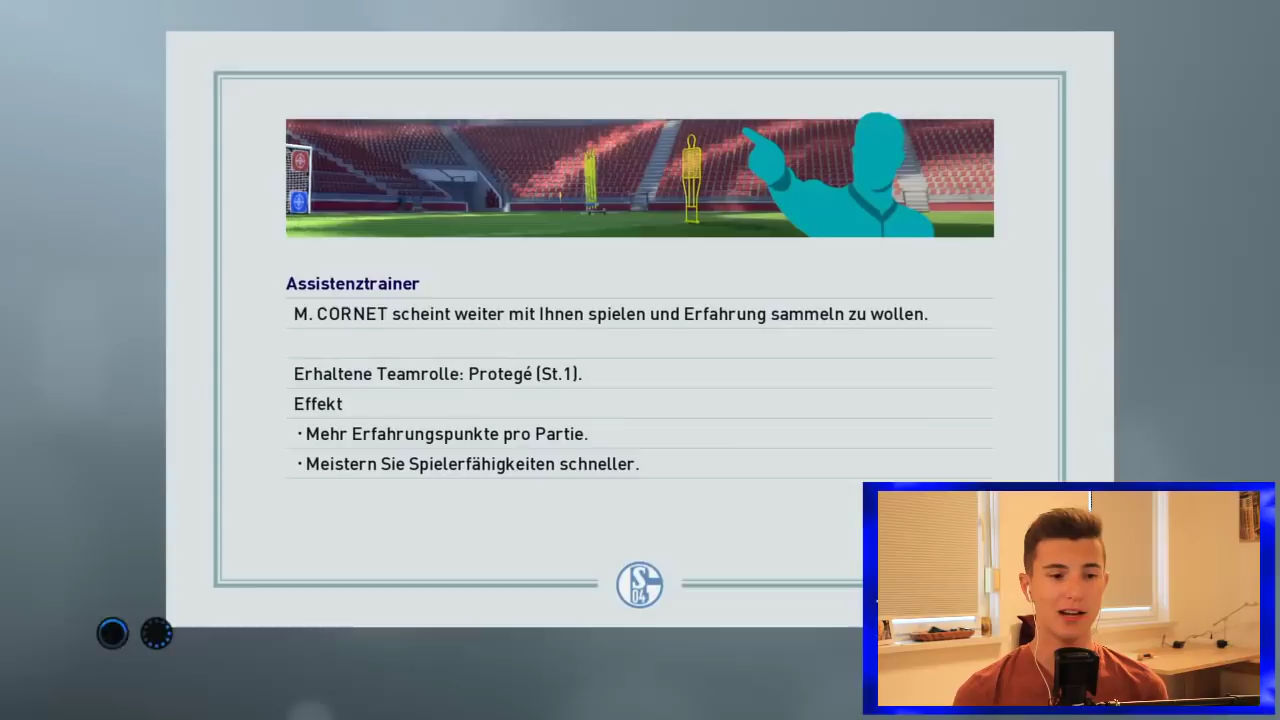 Assistenztrainer
M. CORNET scheint weiter mit Ihnen spielen und Erfahrung sammeln zu wollen.
Erhaltene Teamrolle: Protegé (St.1).
Effekt
・Mehr Erfahrungspunkte pro Partie.
・Meistern Sie Spielerfähigkeiten schneller.
S
04